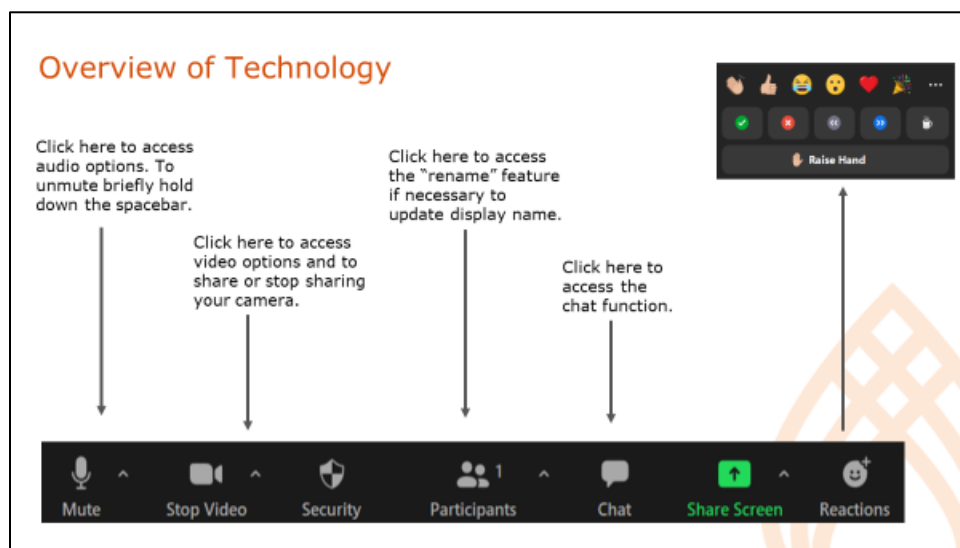 Overview of Technology
Click here to access
audio options. To
unmute briefly hold
down the spacebar.
Click here to access
video options and to
share or stop sharing
your camera.
Click here to access
the “rename” feature
if necessary to
update display name.
Click here to
access the
chat function.
Raise Hand
1
Mute
Stop Video
Security
Participants
Chat
Share Screen
Reactions